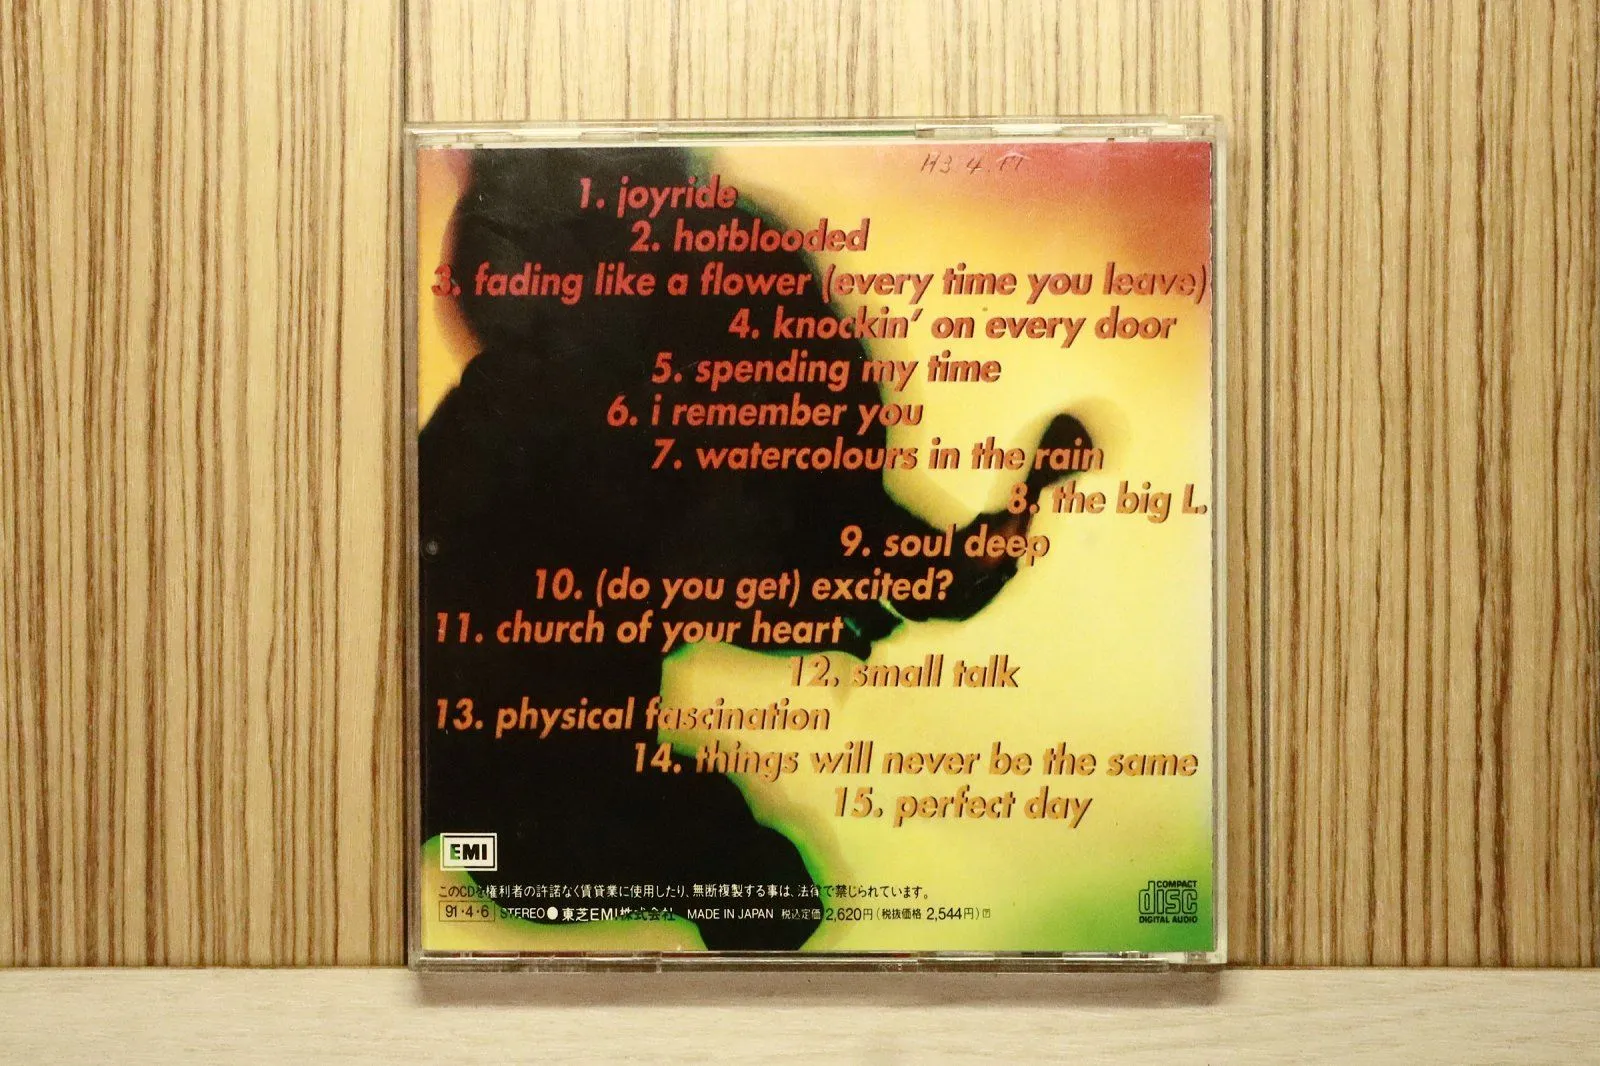 H3 4.17
1. joyride
2. hotblooded
3. fading like a flower (every time you leave)
4. knockin' on every door
5. spending my time
6. i remember you
7. watercolours in the rain
8. the big L.
9. soul deep
10. (do you get) excited?
11. church of your heart
12. small talk
13. physical fascination
14. things will never be the same
15. perfect day
EMI
このCDを権利者の許諾なく賃貸業に使用したり、無断複製する事は、法律で禁じられています。
91・4・6 STEREO● 東芝EMI株式会社 MADE IN JAPAN 税込定価 2,620円 (税抜価格 2,544円)
COMPACT
disc
DIGITAL AUDIO